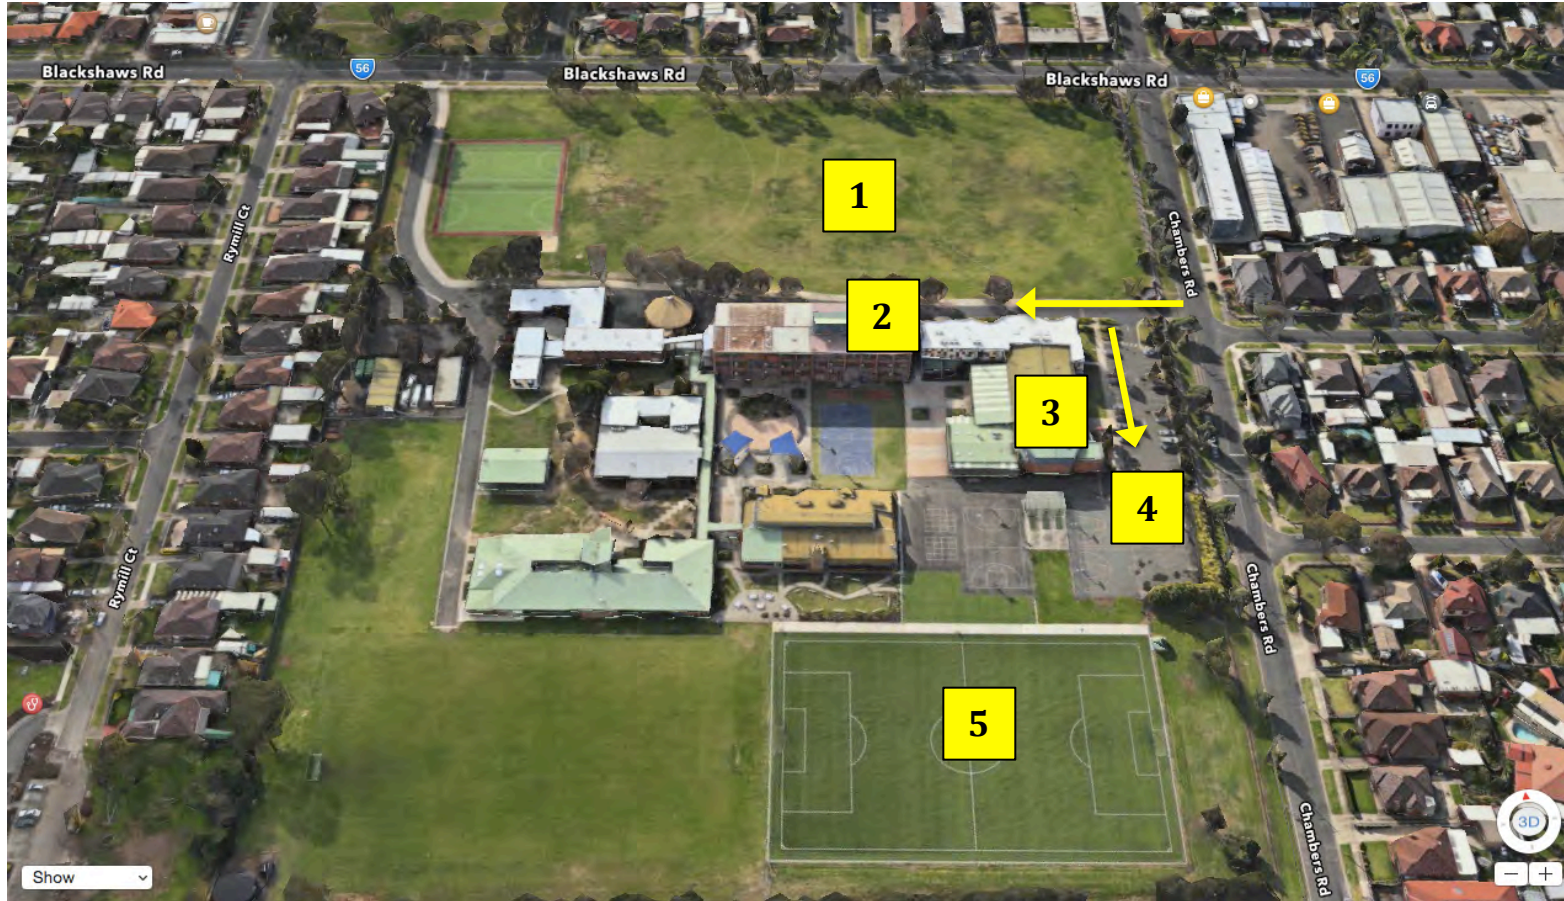 Blackshaws Rd
56
Blackshaws Rd
Blackshaws Rd
56
1
Rymill Ct
Chambers Rd
2
3
4
Rymill Ct
Chambers Rd
5
Chambers Rd
3D
Show